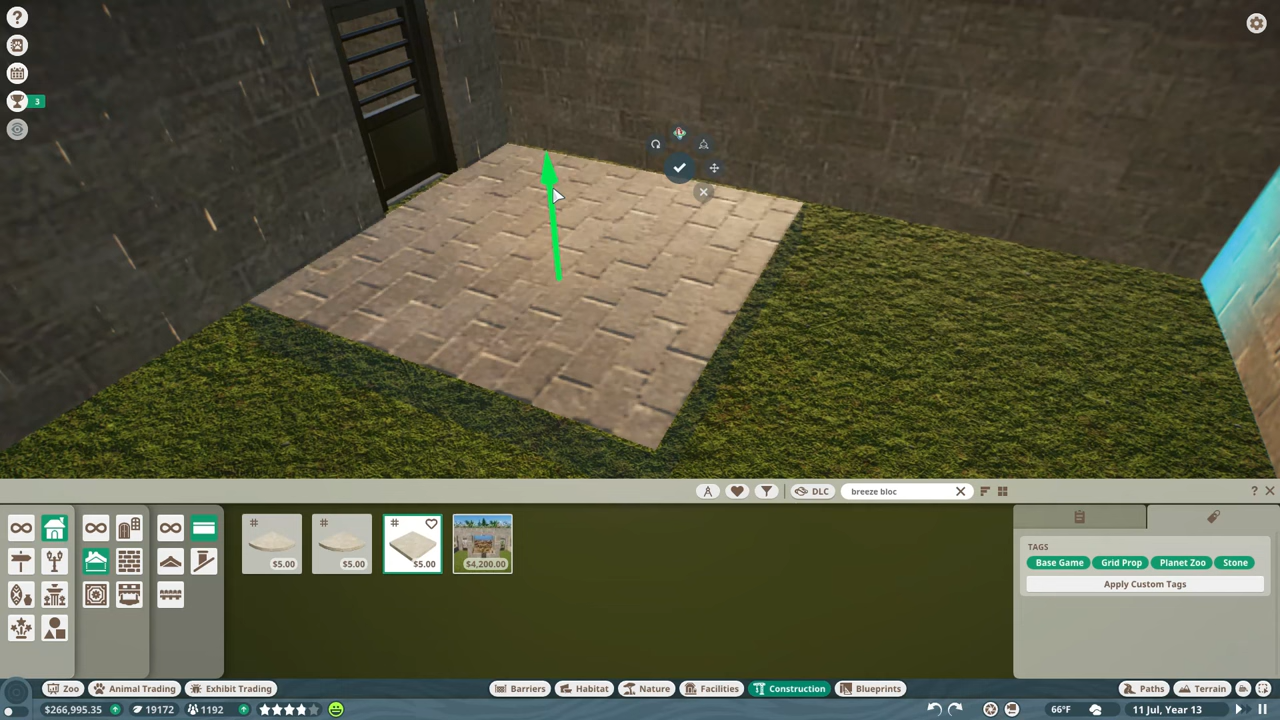 ?
3
DLC
breeze bloc
?
$5.00
$5.00
$5.00
$4,200.00
TAGS
Base Game
Grid Prop
Planet Zoo
Stone
Apply Custom Tags
Zoo
Animal Trading
Exhibit Trading
Barriers
Habitat
Nature
Facilities
Construction
Blueprints
Paths
Terrain
$266,995.35
19172
1192
66°F
11 Jul, Year 13